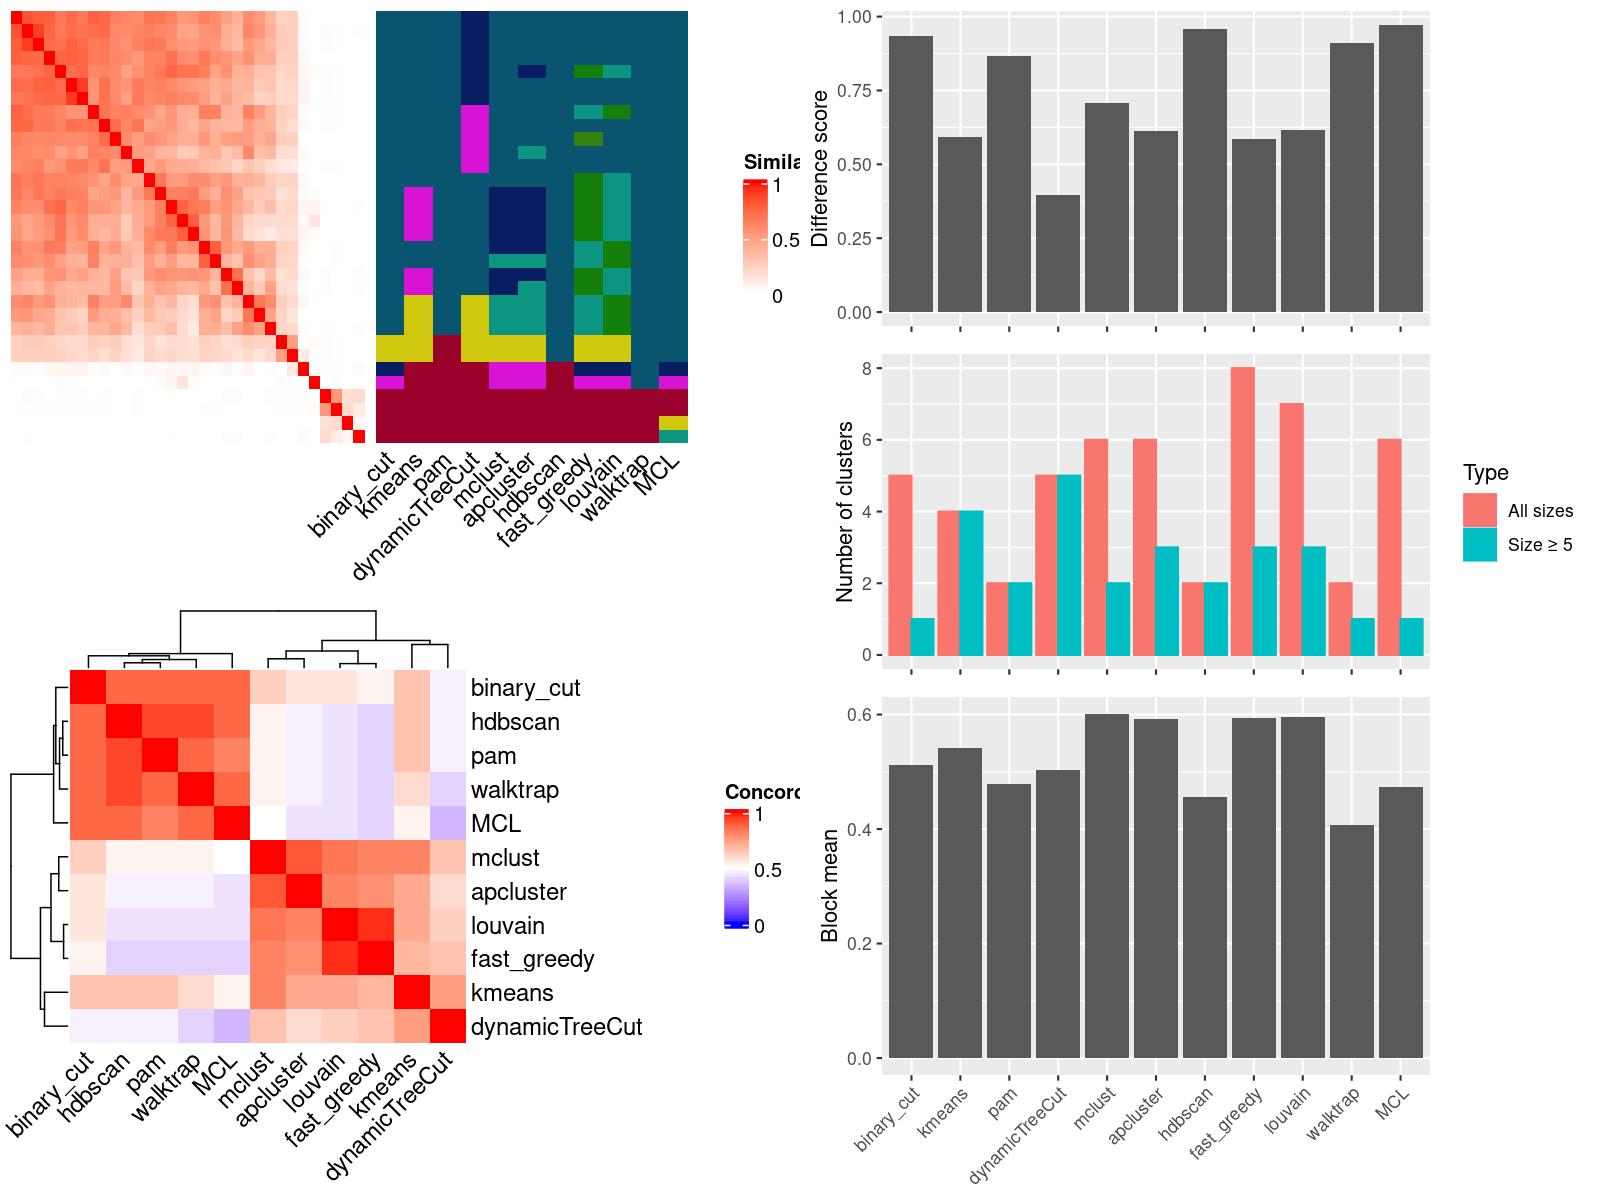 Simila
1
0.5
0
binary_cut
kmeans
pam
dynamicTreeCut
mclust
apcluster
hdbscan
fast_greedy
louvain
walktrap
MCL
Difference score
1.00
0.75
0.50
0.25
0.00
Number of clusters
8
6
4
2
0
Type
All sizes
Size ≥ 5
binary_cut
hdbscan
pam
walktrap
MCL
mclust
apcluster
louvain
fast_greedy
kmeans
dynamicTreeCut
binary_cut
hdbscan
pam
walktrap
MCL
mclust
apcluster
louvain
fast_greedy
kmeans
dynamicTreeCut
Concord
1
0.5
0
Block mean
0.6
0.4
0.2
0.0
binary_cut
kmeans
pam
dynamicTreeCut
mclust
apcluster
hdbscan
fast_greedy
louvain
walktrap
MCL